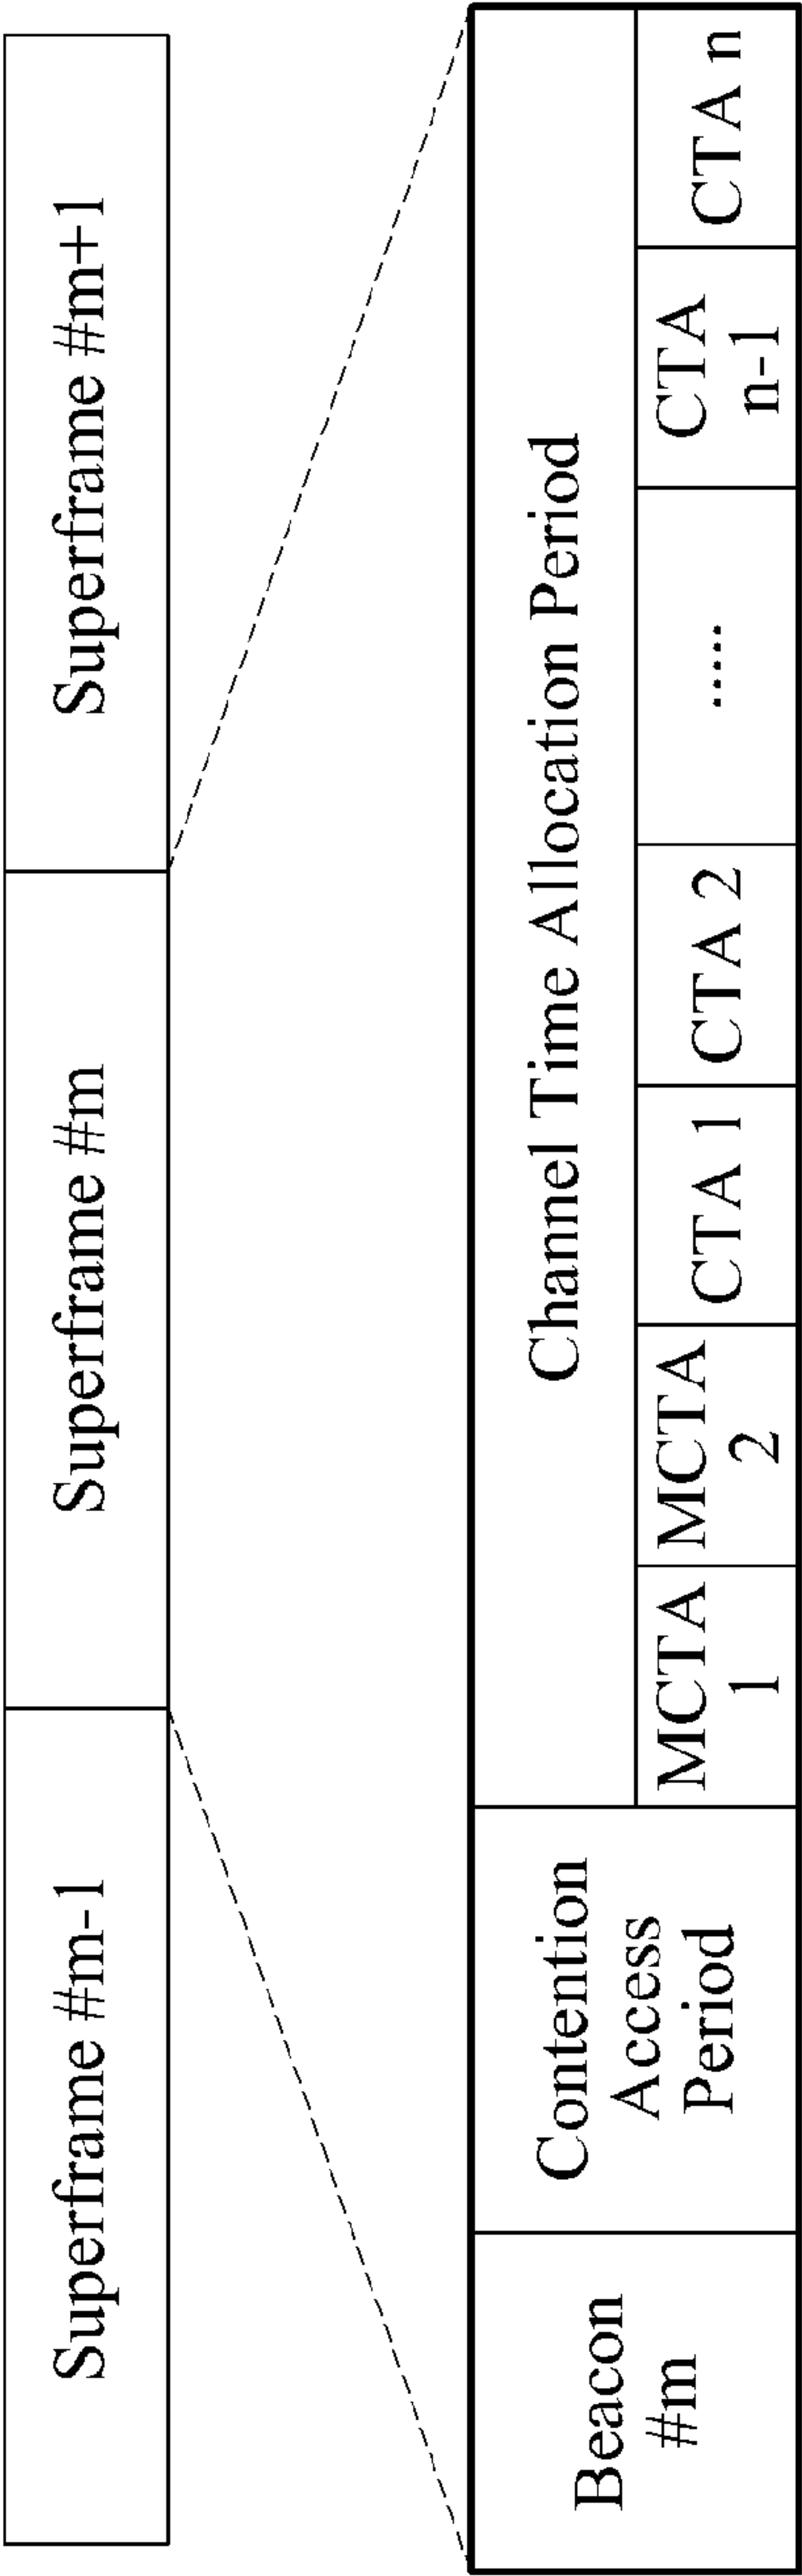 Superframe #m-1
Superframe #m
Superframe #m+1
Beacon
#m
Contention
Access
Period
Channel Time Allocation Period
MCTA
1
MCTA
2
CTA 1
CTA 2
.....
CTA
n-1
CTA n